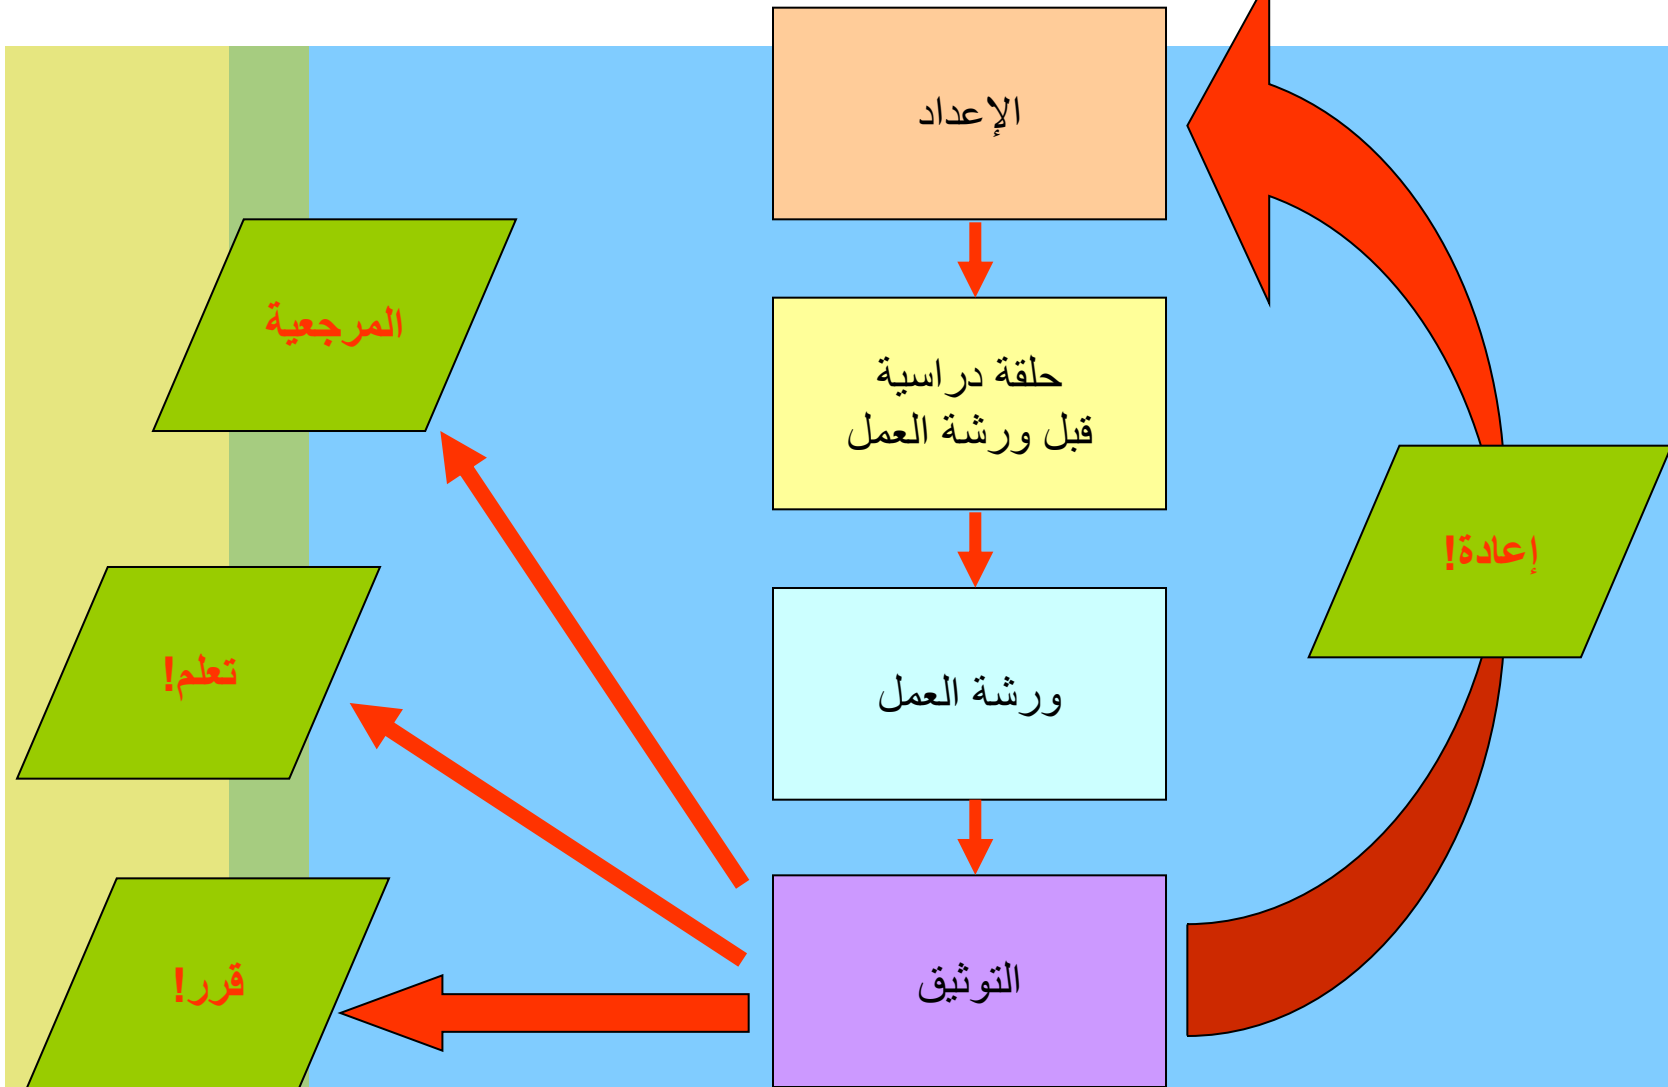 الإعداد
المرجعية
حلقة دراسية
قبل ورشة العمل
إعادة!
تعلم!
ورشة العمل
قرر!
التوثيق